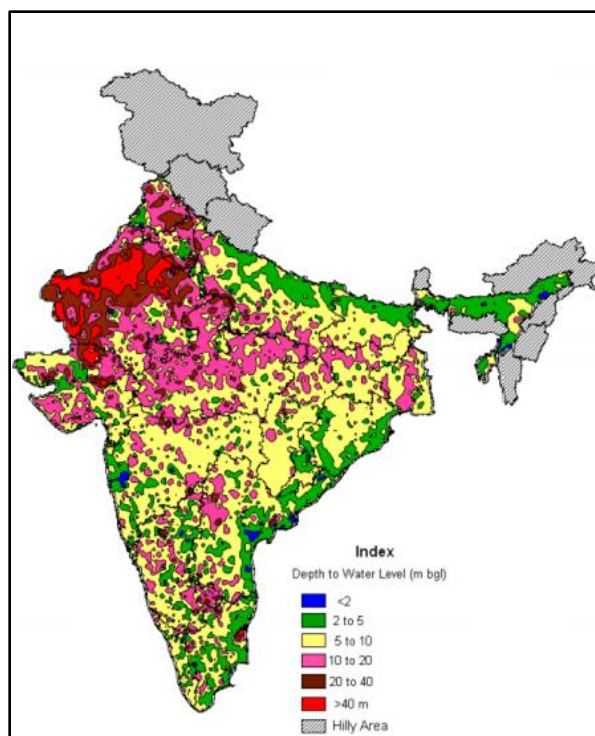 Index
Depth to Water Level (m bgl)
<2
2 to 5
5 to 10
10 to 20
20 to 40
>40 m
Hilly Area